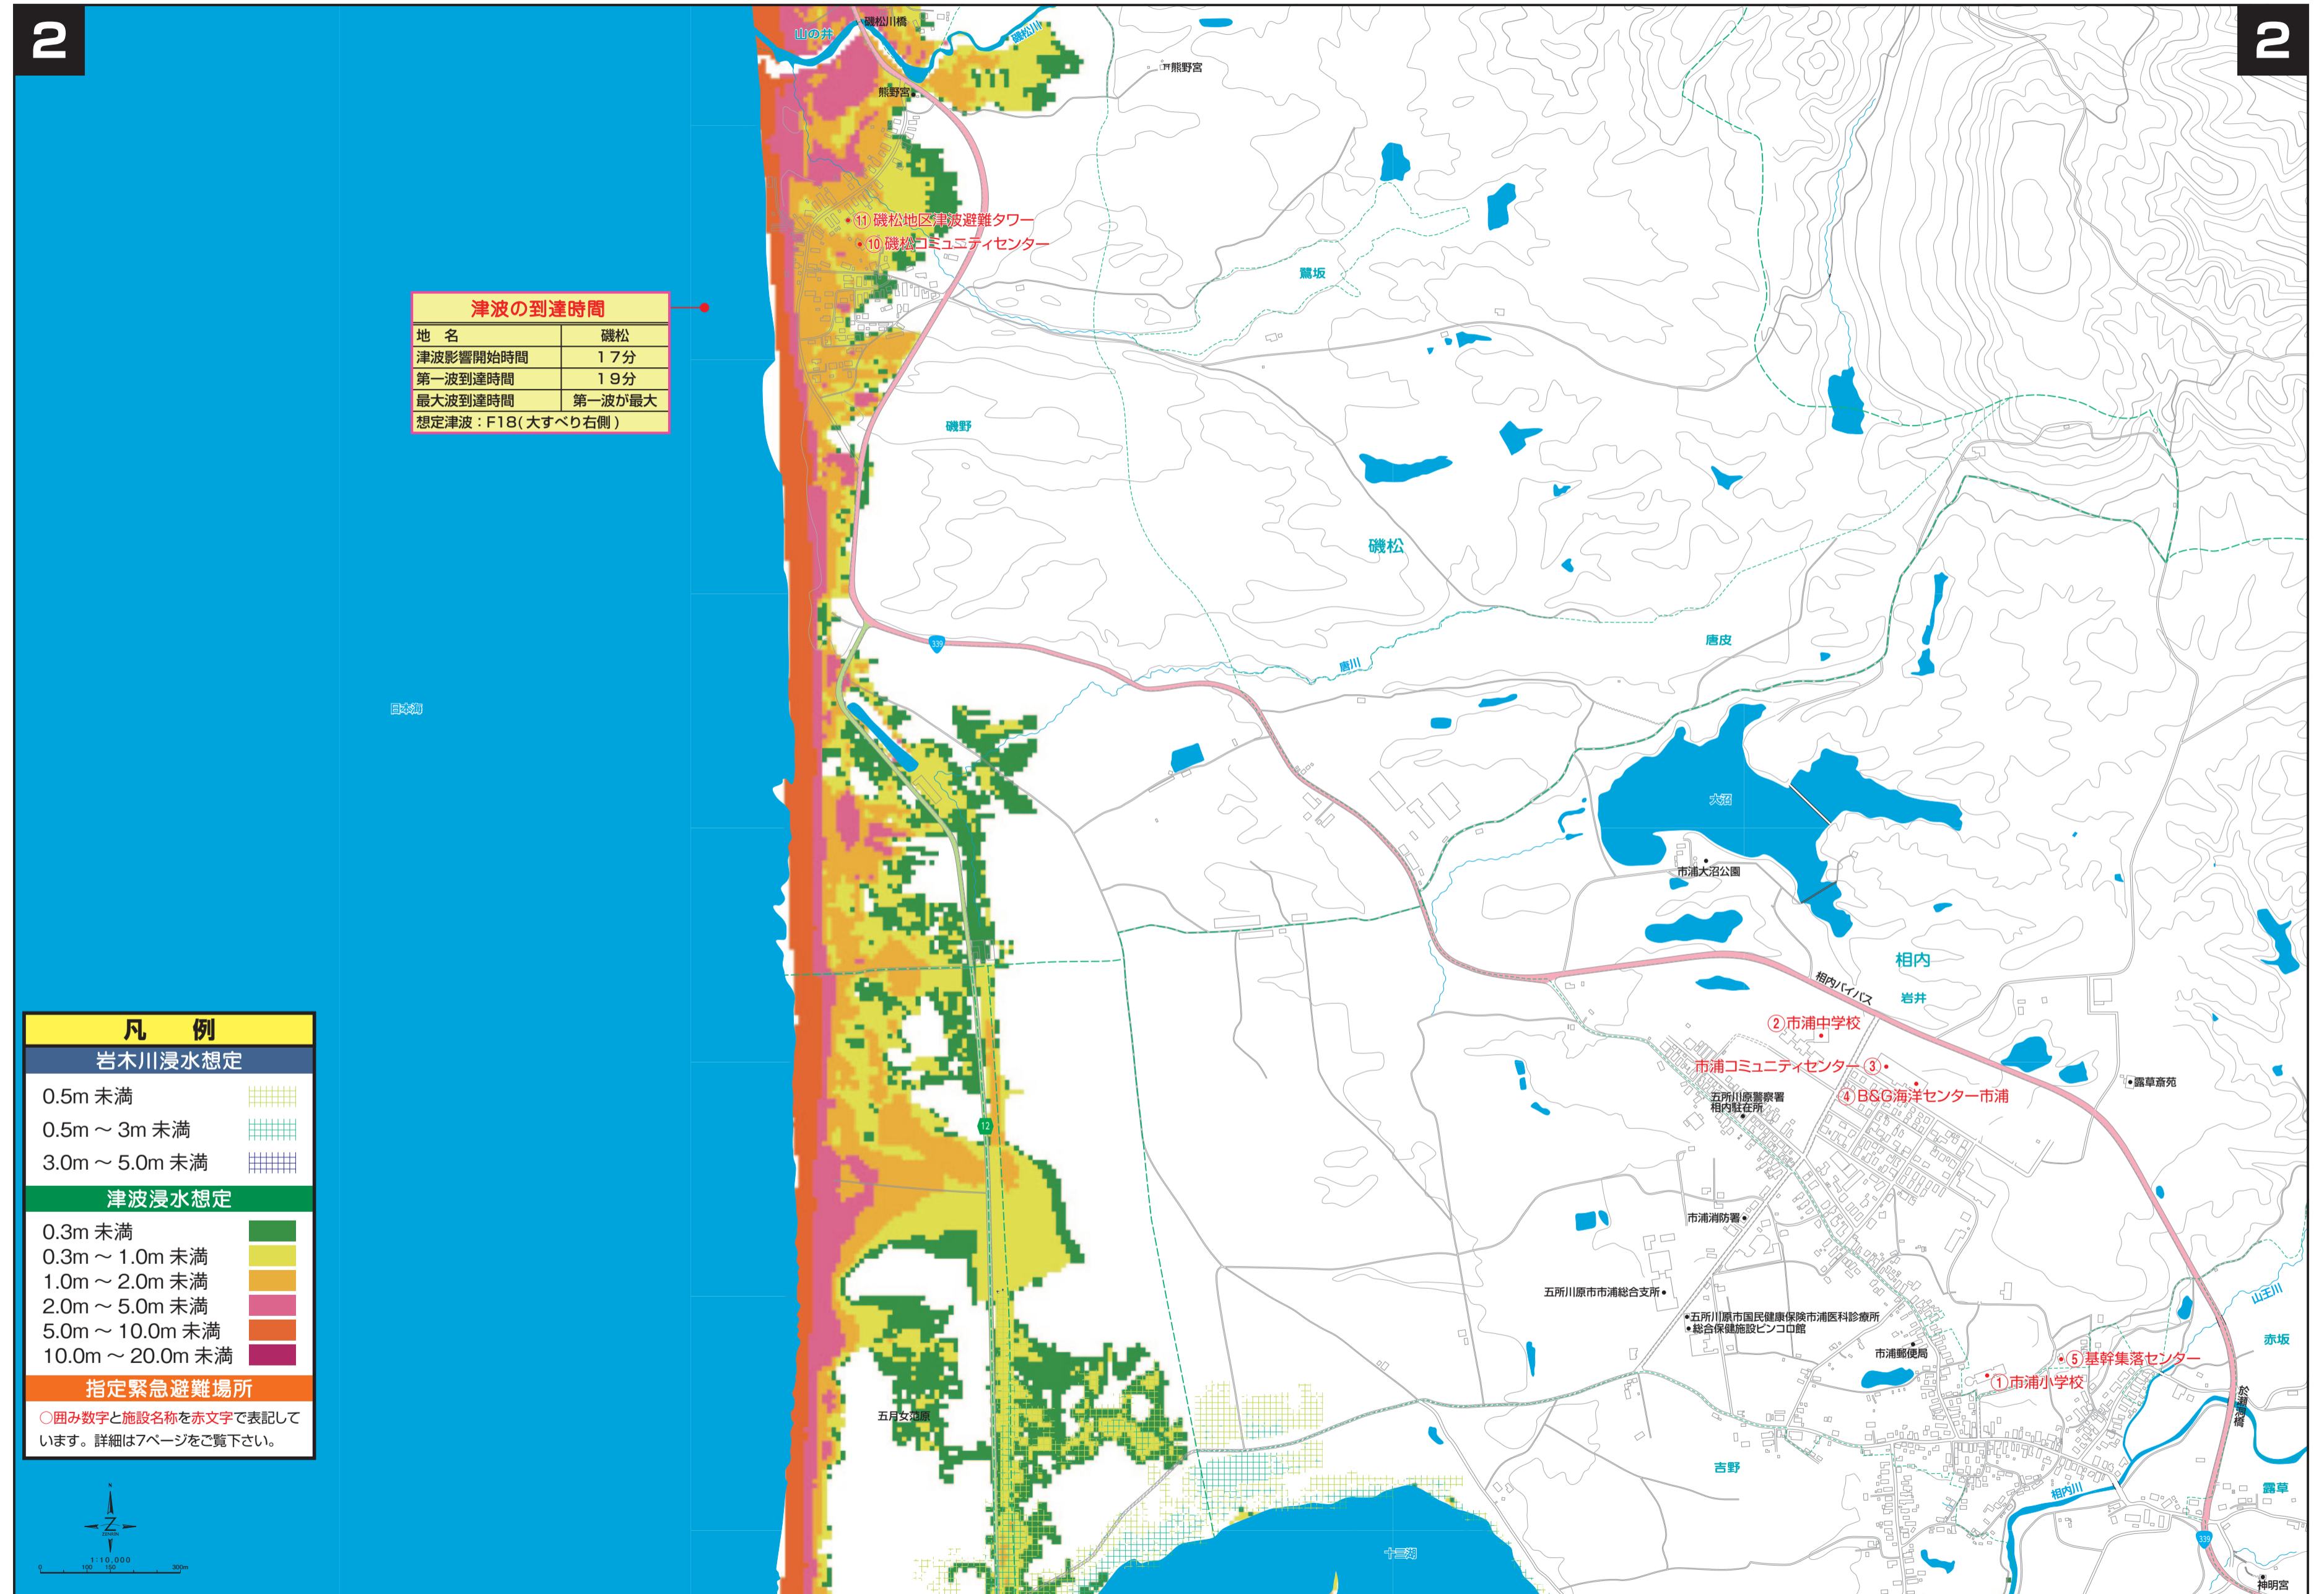 2
2
磯松川橋
山の井
磯松川
熊野宮
熊野宮
⑪磯松地区津波避難タワー
⑩磯松コミュニティセンター
鷺坂
津波の到達時間
地 名 磯松
津波影響開始時間 17分
第一波到達時間 19分
最大波到達時間 第一波が最大
想定津波：F18(大すべり右側)
磯野
磯松
339
唐川
唐皮
日本海
大沼
市浦大沼公園
相内
相内バイパス
岩井
②市浦中学校
市浦コミュニティセンター③
④B&G海洋センター市浦
五所川原警察署
相内駐在所
露草斎苑
12
市浦消防署
五所川原市市浦総合支所
五所川原市国民健康保険市浦医科診療所
総合保健施設ピンコロ館
市浦郵便局
⑤基幹集落センター
①市浦小学校
山王川
赤坂
五月女萢原
吉野
相内川
露草
十三湖
339
神明宮
凡 例
岩木川浸水想定
0.5m 未満
0.5m ～ 3m 未満
3.0m ～ 5.0m 未満
津波浸水想定
0.3m 未満
0.3m ～ 1.0m 未満
1.0m ～ 2.0m 未満
2.0m ～ 5.0m 未満
5.0m ～ 10.0m 未満
10.0m ～ 20.0m 未満
指定緊急避難場所
○囲み数字と施設名称を赤文字で表記して
います。詳細は7ページをご覧下さい。
N
Z
ZENRIN
1:10,000
0 100 150 300m